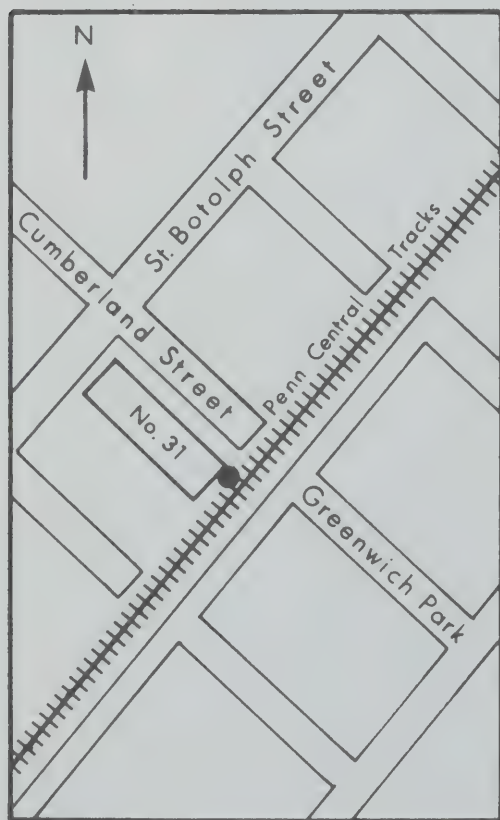 N
St. Botolph Street
Cumberland Street
Penn Central Tracks
No. 31
Greenwich Park